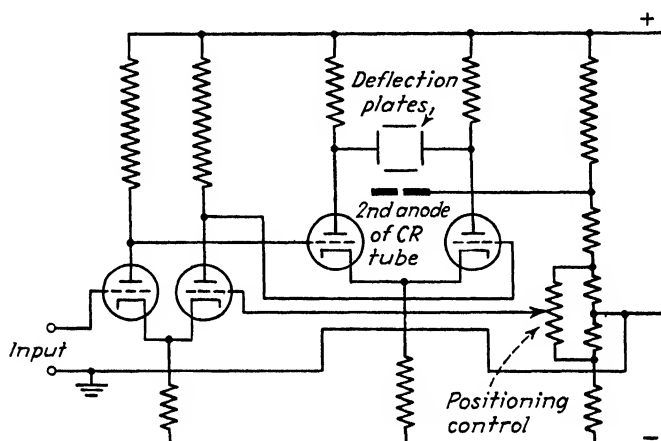 +
Deflection
plates
2nd anode
of CR
tube
Input
Positioning
control
−